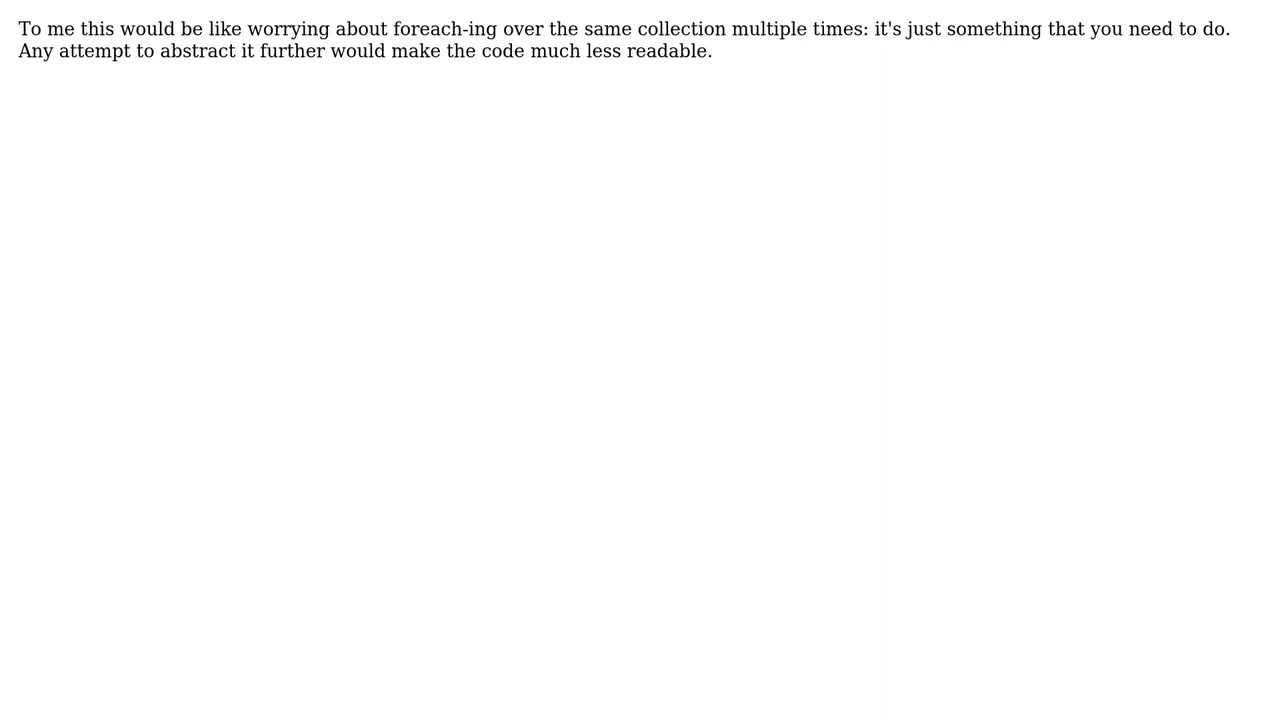 To me this would be like worrying about foreach-ing over the same collection multiple times: it's just something that you need to do.
Any attempt to abstract it further would make the code much less readable.